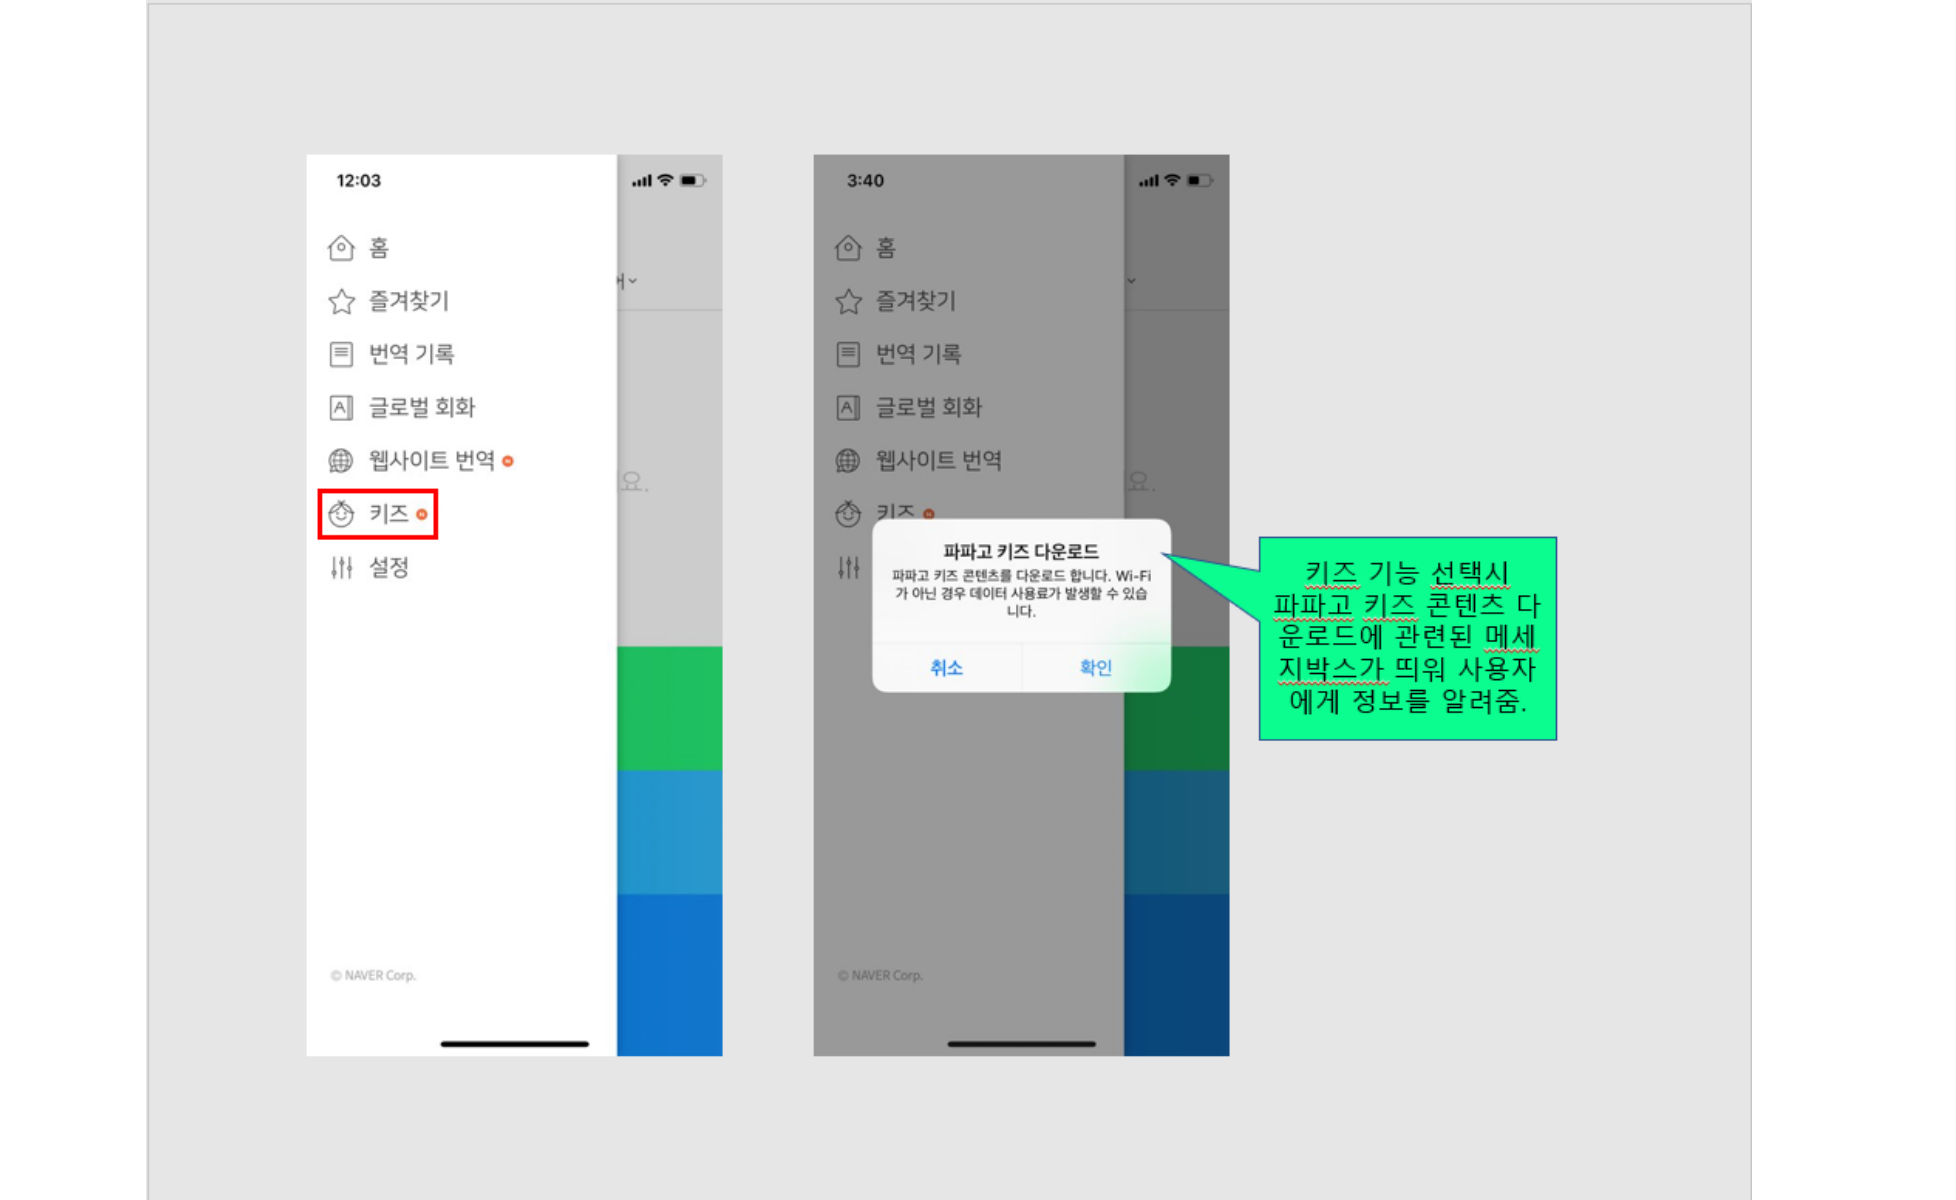 12:03
홈
즐겨찾기
번역 기록
글로벌 회화
웹사이트 번역
키즈
설정
© NAVER Corp.
요.
3:40
홈
즐겨찾기
번역 기록
글로벌 회화
웹사이트 번역
키즈
파파고 키즈 다운로드
파파고 키즈 콘텐츠를 다운로드 합니다. Wi-Fi
가 아닌 경우 데이터 사용료가 발생할 수 있습
니다.
취소
확인
© NAVER Corp.
요.
키즈 기능 선택시
파파고 키즈 콘텐츠 다
운로드에 관련된 메세
지박스가 띄워 사용자
에게 정보를 알려줌.